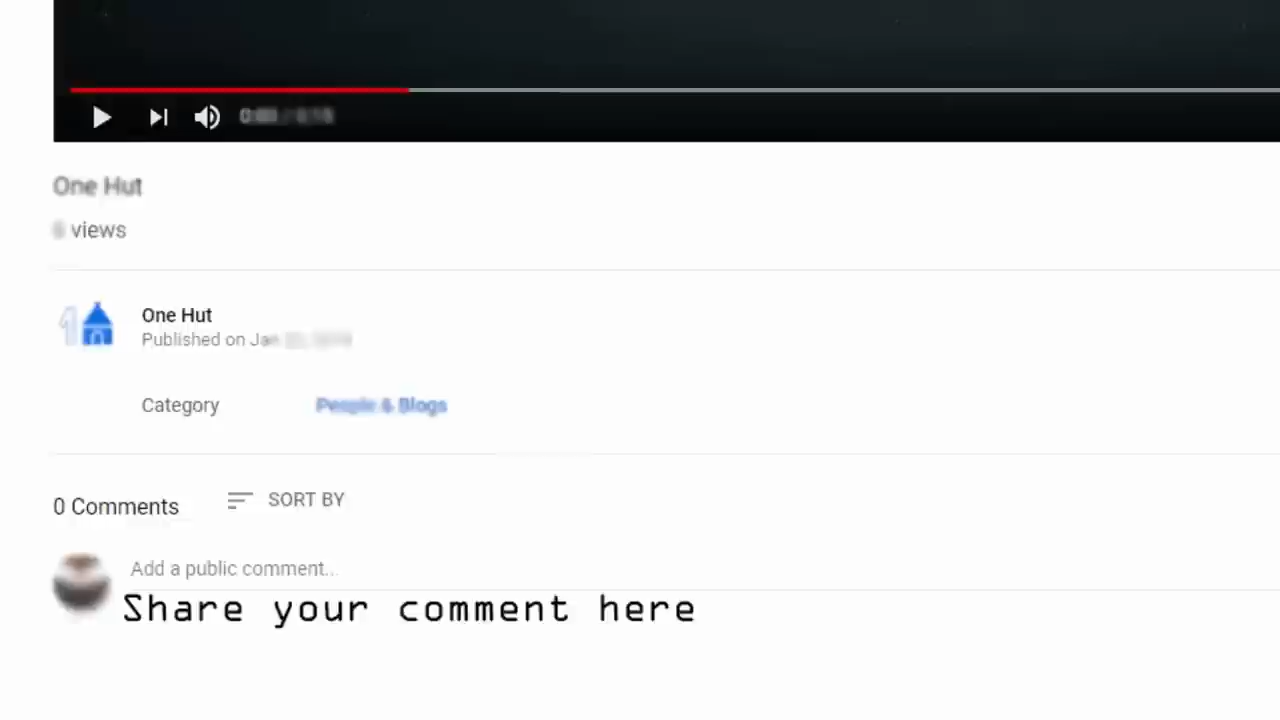 One Hut
views
One Hut
Published on Jan
Category People & Blogs
0 Comments SORT BY
Add a public comment...
Share your comment here